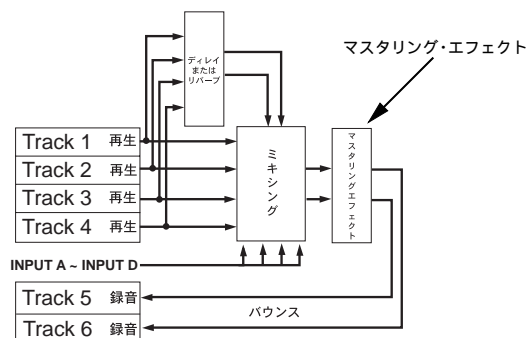 マスタリング・エフェクト
ディレイ
または
リバーブ
Track 1 再生
Track 2 再生
Track 3 再生
Track 4 再生
ミキシング
マスタリングエフェクト
INPUT A ~ INPUT D
Track 5 録音
Track 6 録音
バウンス